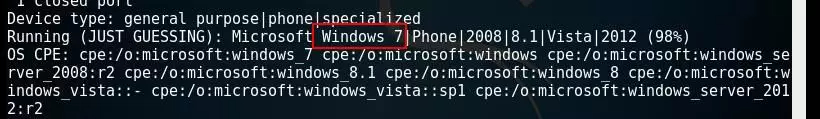 1 closed port
Device type: general purpose|phone|specialized
Running (JUST GUESSING): Microsoft Windows 7|Phone|2008|8.1|Vista|2012 (98%)
OS CPE: cpe:/o:microsoft:windows_7 cpe:/o:microsoft:windows cpe:/o:microsoft:windows_se
rver_2008:r2 cpe:/o:microsoft:windows_8.1 cpe:/o:microsoft:windows_8 cpe:/o:microsoft:w
indows_vista::- cpe:/o:microsoft:windows_vista::sp1 cpe:/o:microsoft:windows_server_201
2:r2